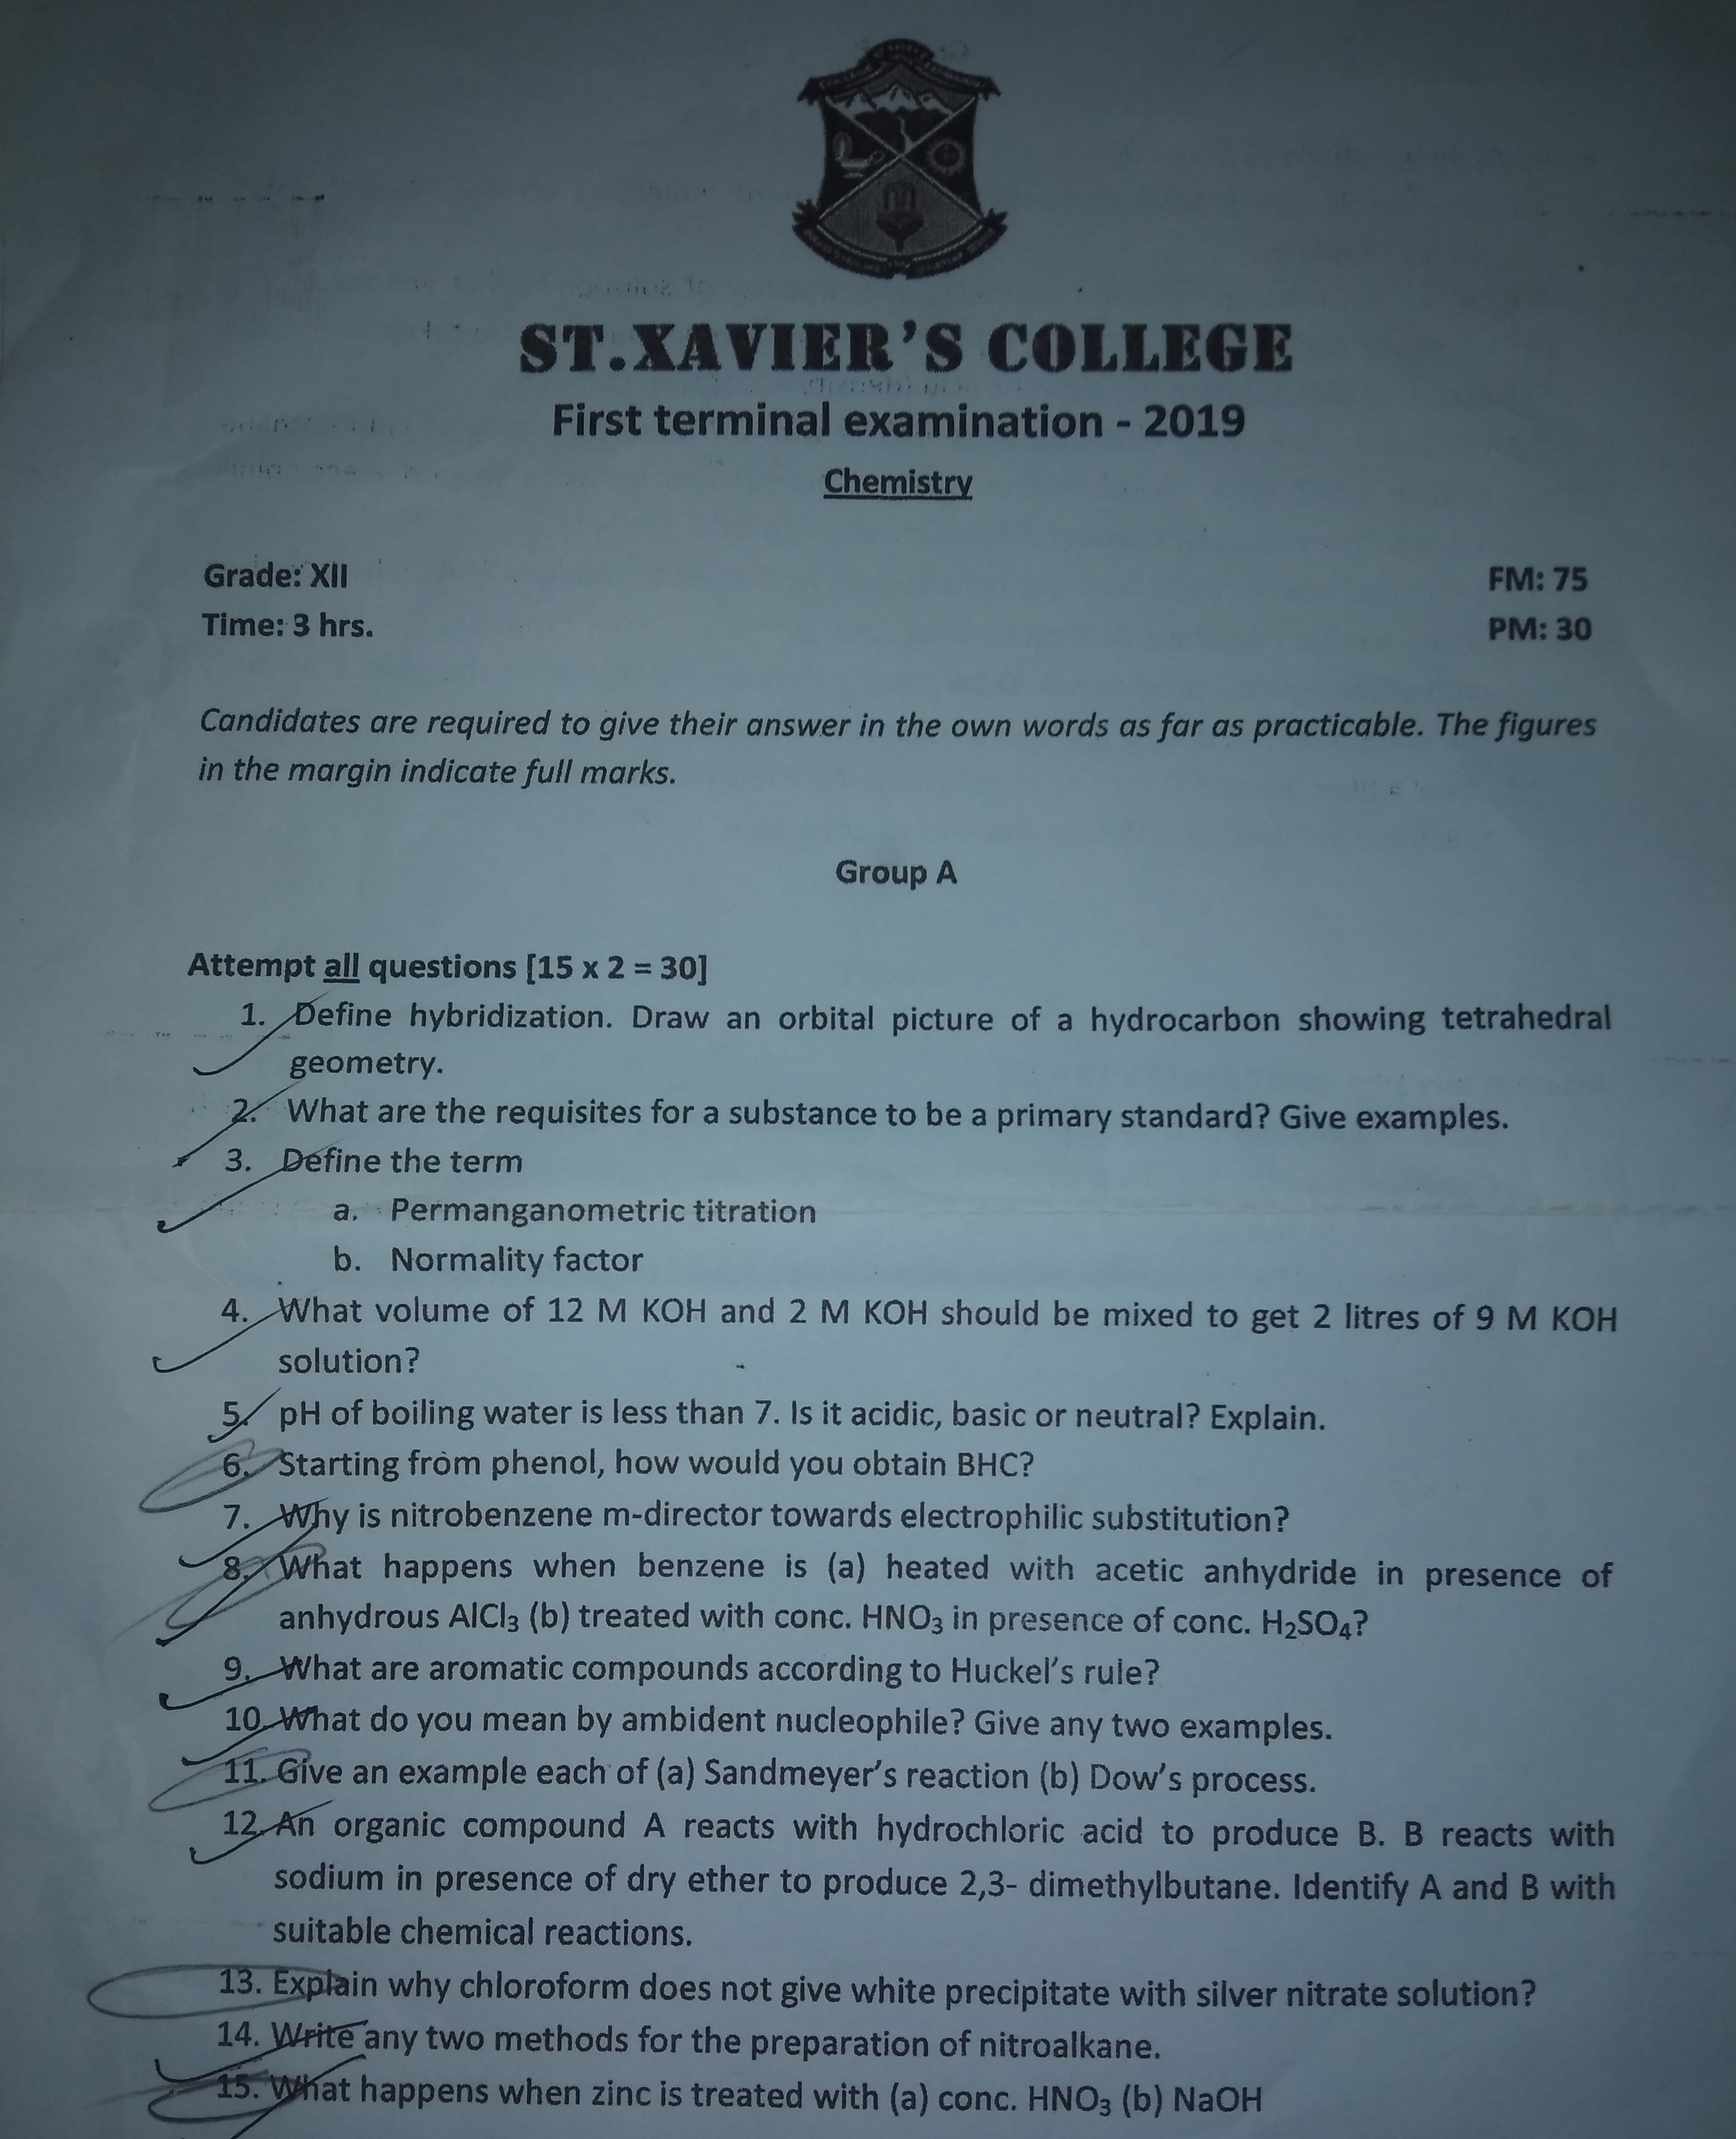 ST.XAVIER'S COLLEGE
First terminal examination - 2019
Chemistry
Grade: XII
FM: 75
Time: 3 hrs.
PM: 30
Candidates are required to give their answer in the own words as far as practicable. The figures
in the margin indicate full marks.
Group A
Attempt all questions [15 x 2 = 30]
1. Define hybridization. Draw an orbital picture of a hydrocarbon showing tetrahedral
geometry.
2. What are the requisites for a substance to be a primary standard? Give examples.
3. Define the term
a. Permanganometric titration
b. Normality factor
4. What volume of 12 M KOH and 2 M KOH should be mixed to get 2 litres of 9 M KOH
solution?
5. pH of boiling water is less than 7. Is it acidic, basic or neutral? Explain.
6. Starting from phenol, how would you obtain BHC?
7. Why is nitrobenzene m-director towards electrophilic substitution?
8. What happens when benzene is (a) heated with acetic anhydride in presence of
anhydrous AlCl₃ (b) treated with conc. HNO₃ in presence of conc. H₂SO₄?
9. What are aromatic compounds according to Huckel's rule?
10. What do you mean by ambident nucleophile? Give any two examples.
11. Give an example each of (a) Sandmeyer's reaction (b) Dow's process.
12. An organic compound A reacts with hydrochloric acid to produce B. B reacts with
sodium in presence of dry ether to produce 2,3- dimethylbutane. Identify A and B with
suitable chemical reactions.
13. Explain why chloroform does not give white precipitate with silver nitrate solution?
14. Write any two methods for the preparation of nitroalkane.
15. What happens when zinc is treated with (a) conc. HNO₃ (b) NaOH